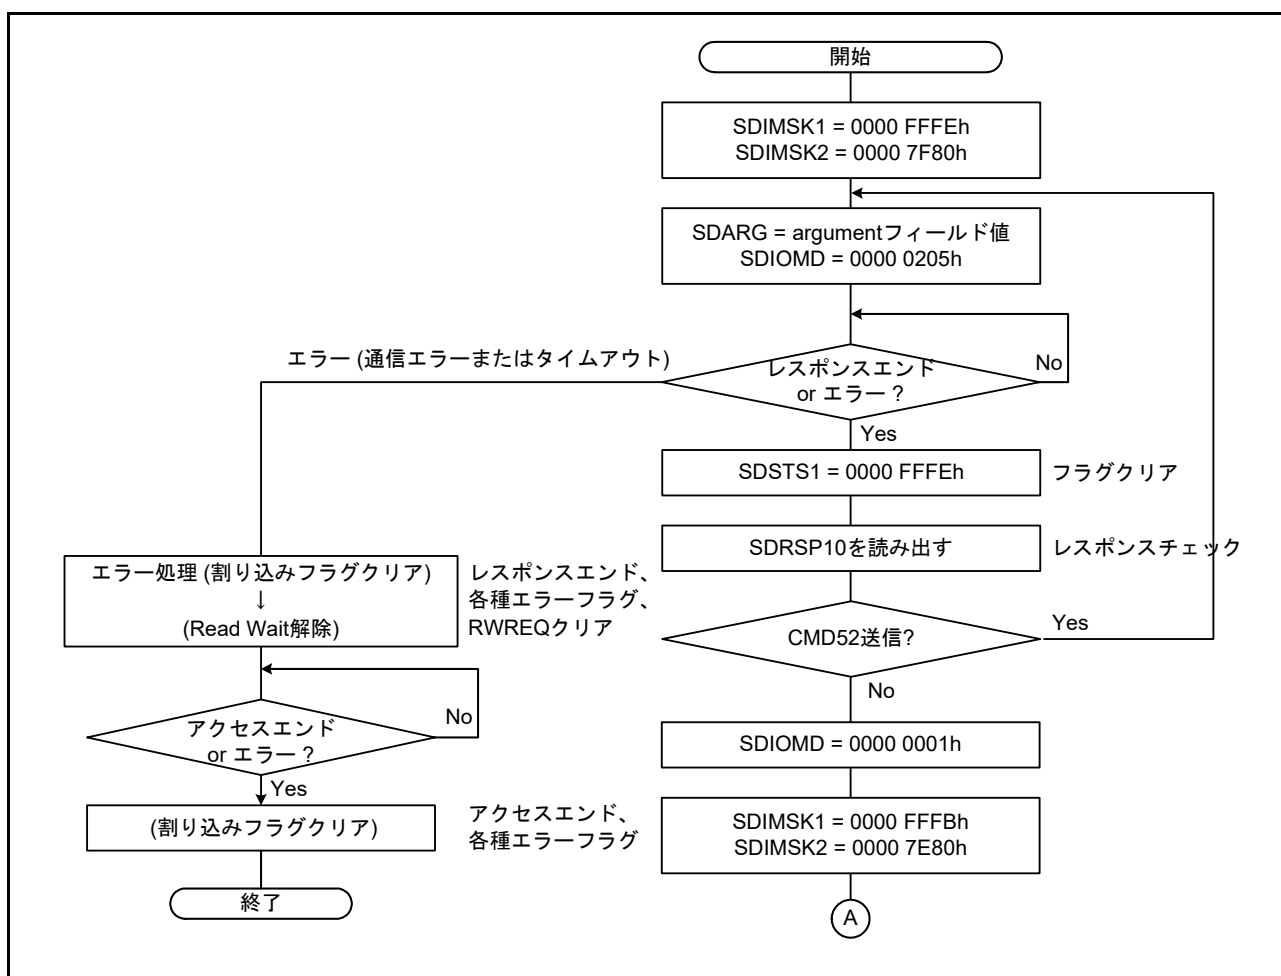 開始
SDIMSK1 = 0000 FFFEh
SDIMSK2 = 0000 7F80h
SDARG = argumentフィールド値
SDIOMD = 0000 0205h
エラー (通信エラーまたはタイムアウト)
レスポンスエンド
or エラー ?
No
Yes
SDSTS1 = 0000 FFFEh
フラグクリア
SDRSP10を読み出す
レスポンスチェック
エラー処理 (割り込みフラグクリア)
↓
(Read Wait解除)
レスポンスエンド、
各種エラーフラグ、
RWREQクリア
CMD52送信?
Yes
No
アクセスエンド
or エラー ?
No
Yes
SDIOMD = 0000 0001h
(割り込みフラグクリア)
アクセスエンド、
各種エラーフラグ
SDIMSK1 = 0000 FFFBh
SDIMSK2 = 0000 7E80h
終了
A